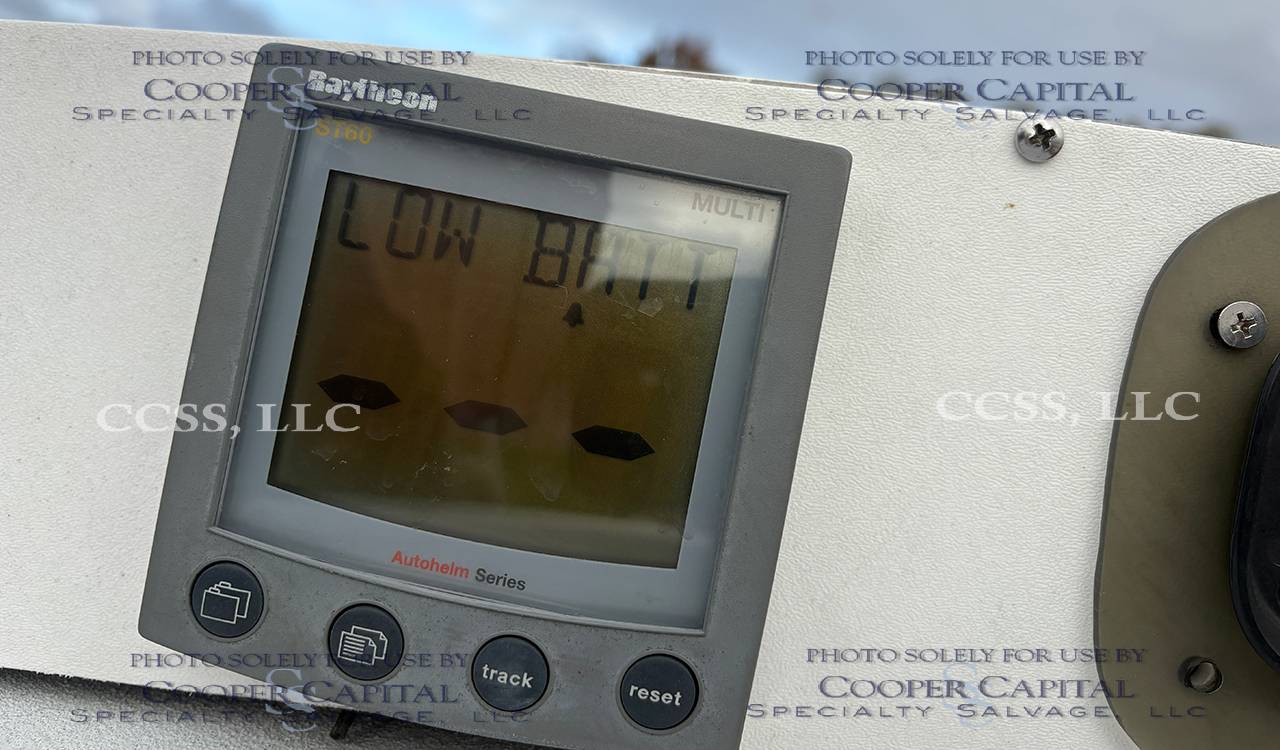 PHOTO SOLELY FOR USE BY
COOPER CAPITAL
SPECIALTY SALVAGE, LLC
PHOTO SOLELY FOR USE BY
COOPER CAPITAL
SPECIALTY SALVAGE, LLC
Raytheon
ST60
MULTI
LOW BATT
CCSS, LLC
CCSS, LLC
Autohelm Series
track
reset
PHOTO SOLELY FOR USE BY
COOPER CAPITAL
SPECIALTY SALVAGE, LLC
PHOTO SOLELY FOR USE BY
COOPER CAPITAL
SPECIALTY SALVAGE, LLC